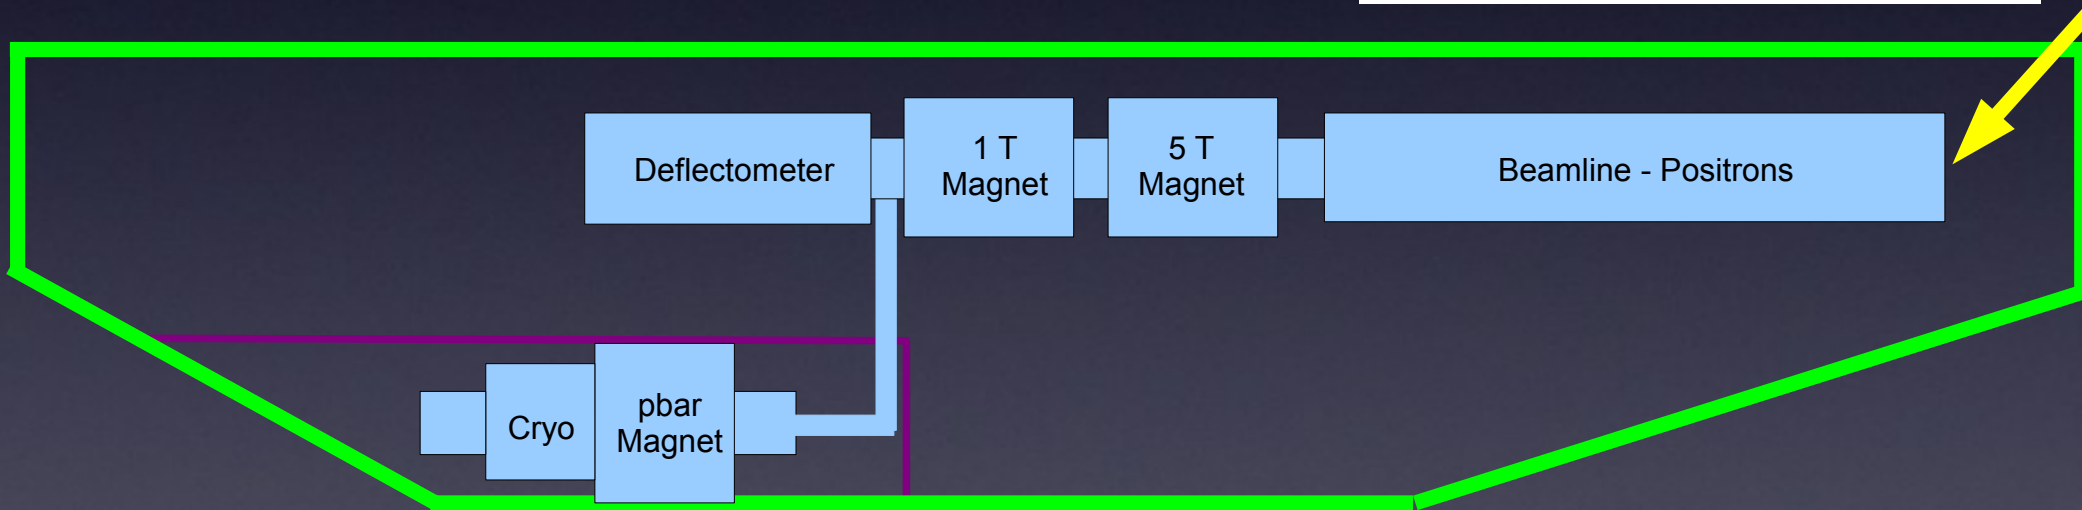 Deflectometer
1 T
Magnet
5 T
Magnet
Beamline - Positrons
Cryo
pbar
Magnet